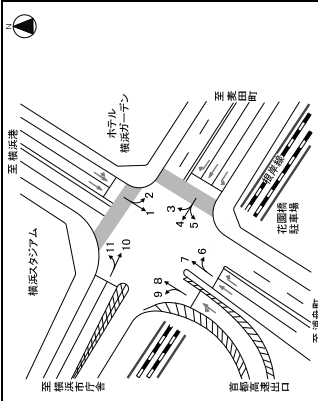 N
至横浜港
ホテル
横浜ガーデン
至
麦田町
横浜スタジアム
根岸線
花園橋
駐車場
11
10
1
2
3
4
5
6
7
8
9
至
横浜市
庁舎
首都高速出口